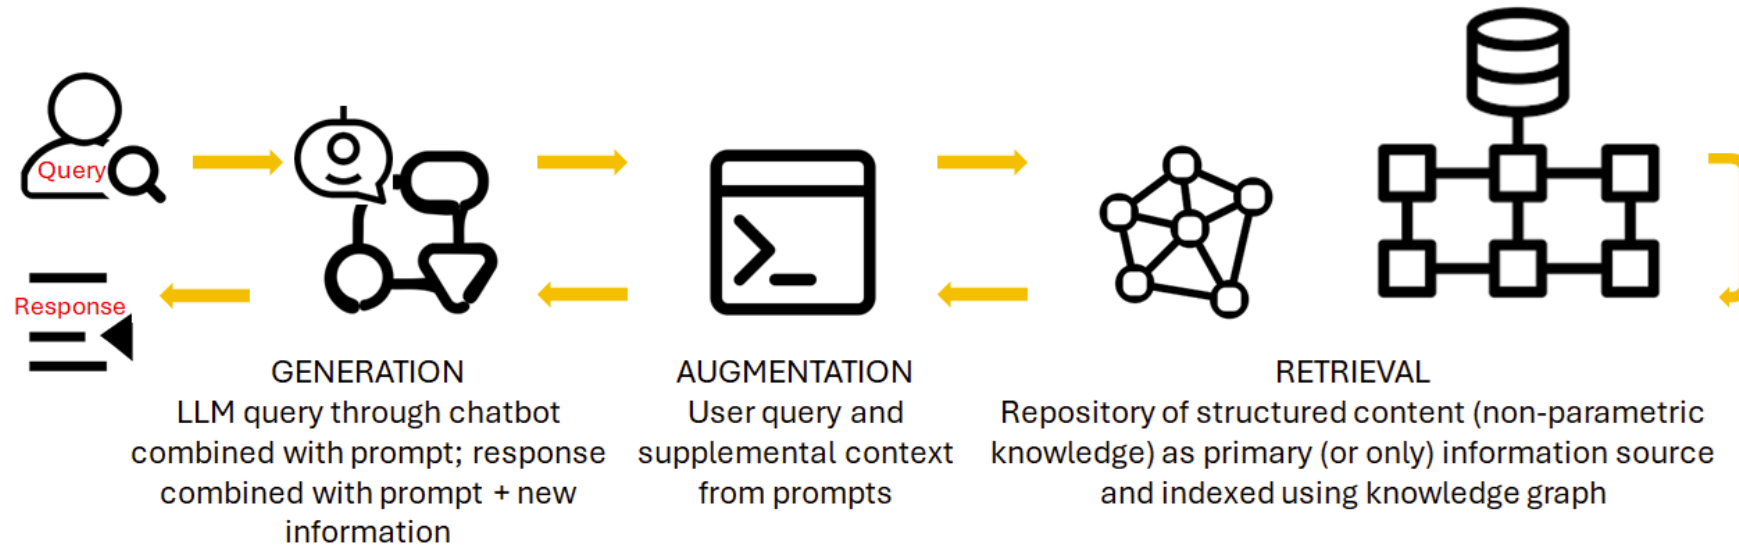 Query
Response
GENERATION
LLM query through chatbot
combined with prompt; response
combined with prompt + new
information
AUGMENTATION
User query and
supplemental context
from prompts
RETRIEVAL
Repository of structured content (non-parametric
knowledge) as primary (or only) information source
and indexed using knowledge graph